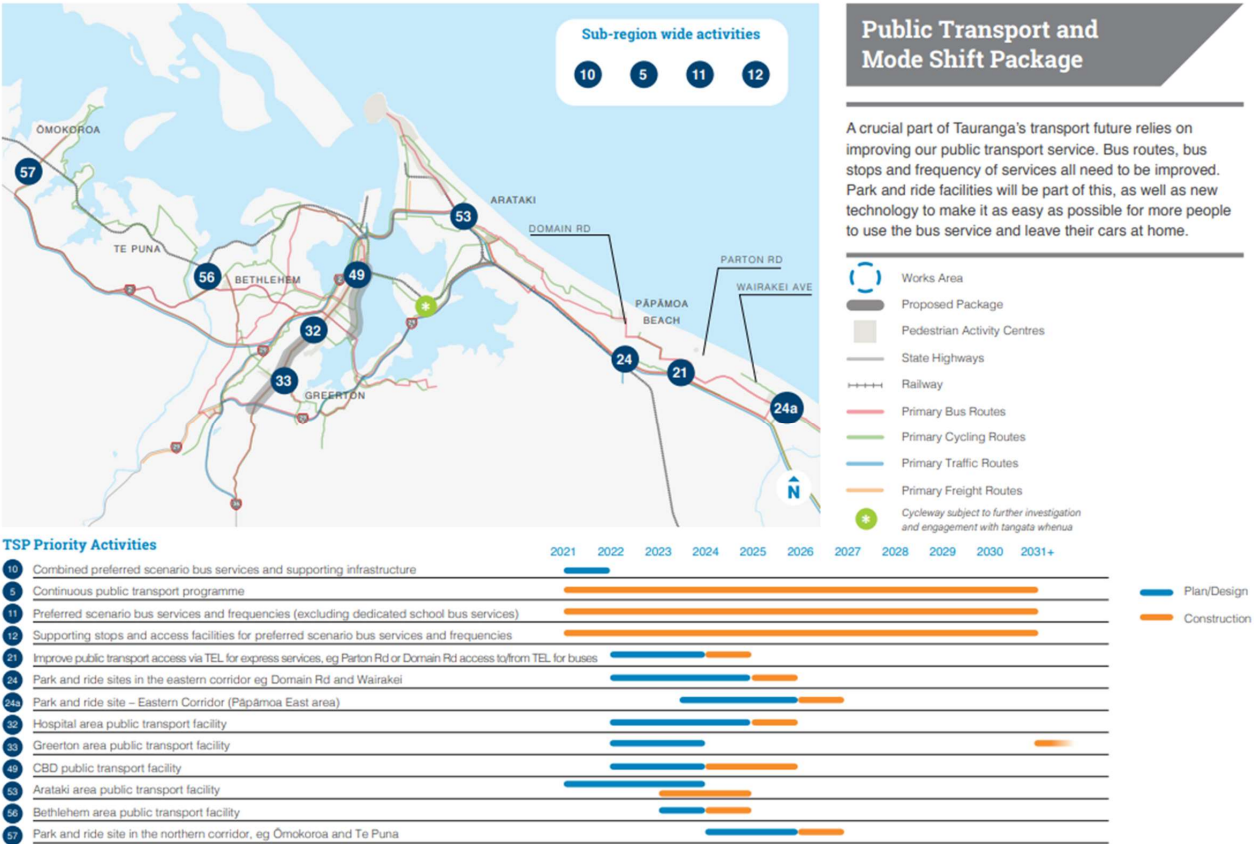 Sub-region wide activities
10 5 11 12
ŌMOKOROA
57
TE PUNA
56
BETHLEHEM
49
32
33
GREERTON
53
ARATAKI
DOMAIN RD
PARTON RD
WAIRAKEI AVE
PĀPĀMOA
BEACH
24
21
24a
2
29
N
Public Transport and
Mode Shift Package
A crucial part of Tauranga's transport future relies on
improving our public transport service. Bus routes, bus
stops and frequency of services all need to be improved.
Park and ride facilities will be part of this, as well as new
technology to make it as easy as possible for more people
to use the bus service and leave their cars at home.
Works Area
Proposed Package
Pedestrian Activity Centres
State Highways
Railway
Primary Bus Routes
Primary Cycling Routes
Primary Traffic Routes
Primary Freight Routes
* Cycleway subject to further investigation
and engagement with tangata whenua
TSP Priority Activities
2021 2022 2023 2024 2025 2026 2027 2028 2029 2030 2031+
10 Combined preferred scenario bus services and supporting infrastructure
5 Continuous public transport programme
11 Preferred scenario bus services and frequencies (excluding dedicated school bus services)
12 Supporting stops and access facilities for preferred scenario bus services and frequencies
21 Improve public transport access via TEL for express services, eg Parton Rd or Domain Rd access to/from TEL for buses
24 Park and ride sites in the eastern corridor eg Domain Rd and Wairakei
24a Park and ride site – Eastern Corridor (Pāpāmoa East area)
32 Hospital area public transport facility
33 Greerton area public transport facility
49 CBD public transport facility
53 Arataki area public transport facility
56 Bethlehem area public transport facility
57 Park and ride site in the northern corridor, eg Ōmokoroa and Te Puna
Plan/Design
Construction